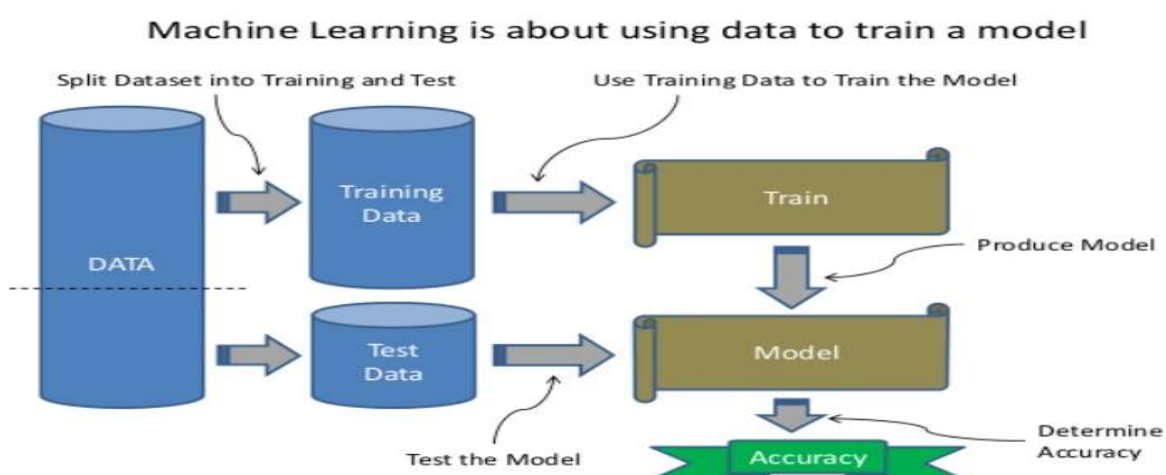 Machine Learning is about using data to train a model
Split Dataset into Training and Test
Use Training Data to Train the Model
Training
Data
Train
DATA
Produce Model
Test
Data
Model
Test the Model
Determine
Accuracy
Accuracy